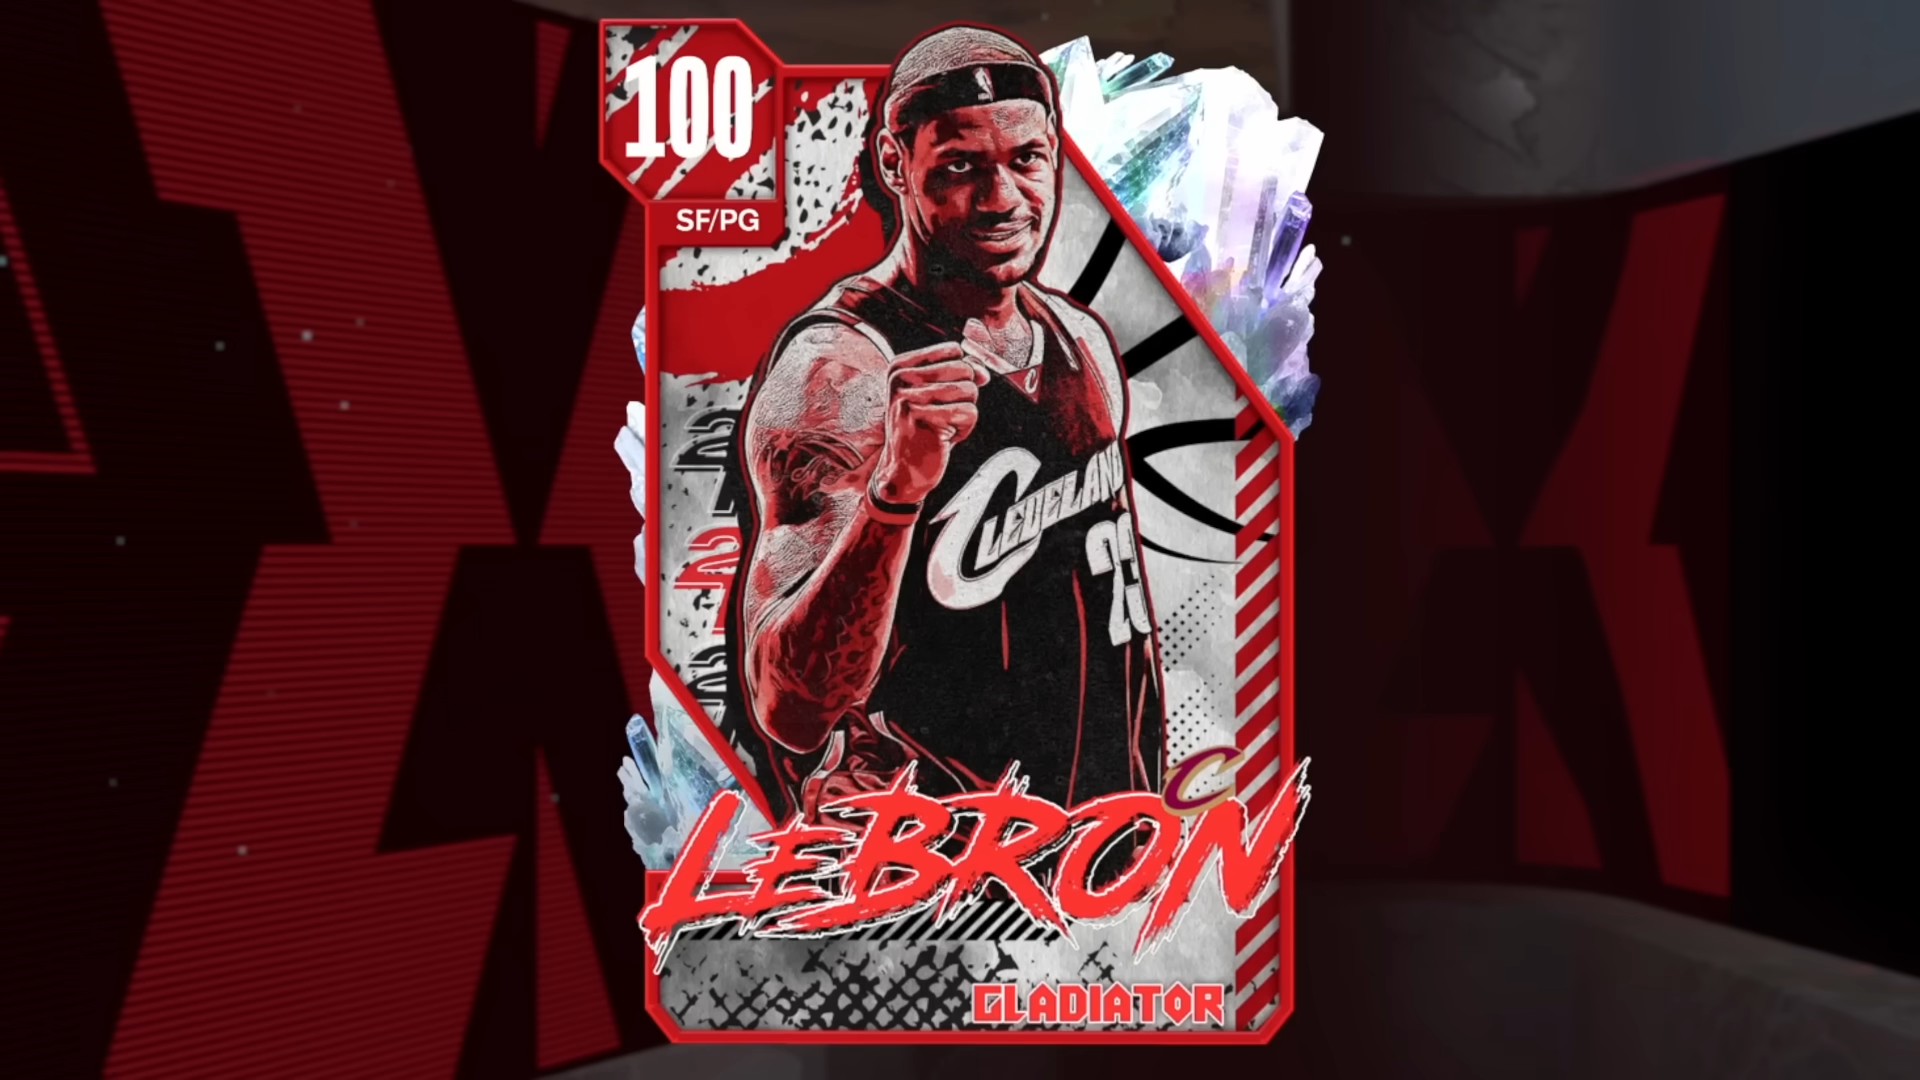 100
SF/PG
CLEVELAND
23
LEBRON
GLADIATOR